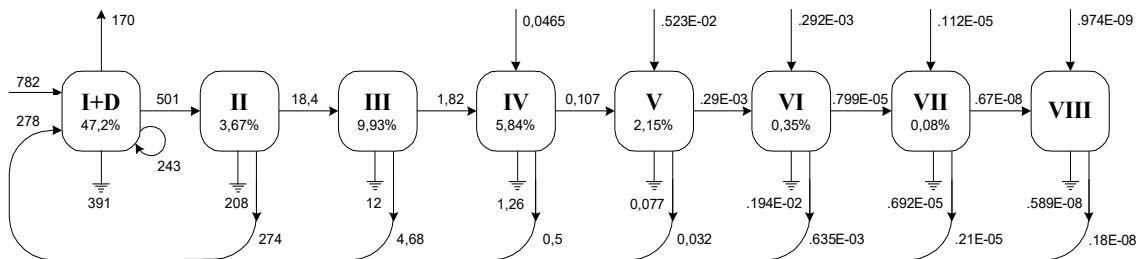 170
0,0465
.523E-02
.292E-03
.112E-05
.974E-09
782
I+D
47,2%
501
II
3,67%
18,4
III
9,93%
1,82
IV
5,84%
0,107
V
2,15%
.29E-03
VI
0,35%
.799E-05
VII
0,08%
.67E-08
VIII
278
243
391
208
12
1,26
0,077
.194E-02
.692E-05
.589E-08
274
4,68
0,5
0,032
.635E-03
.21E-05
.18E-08